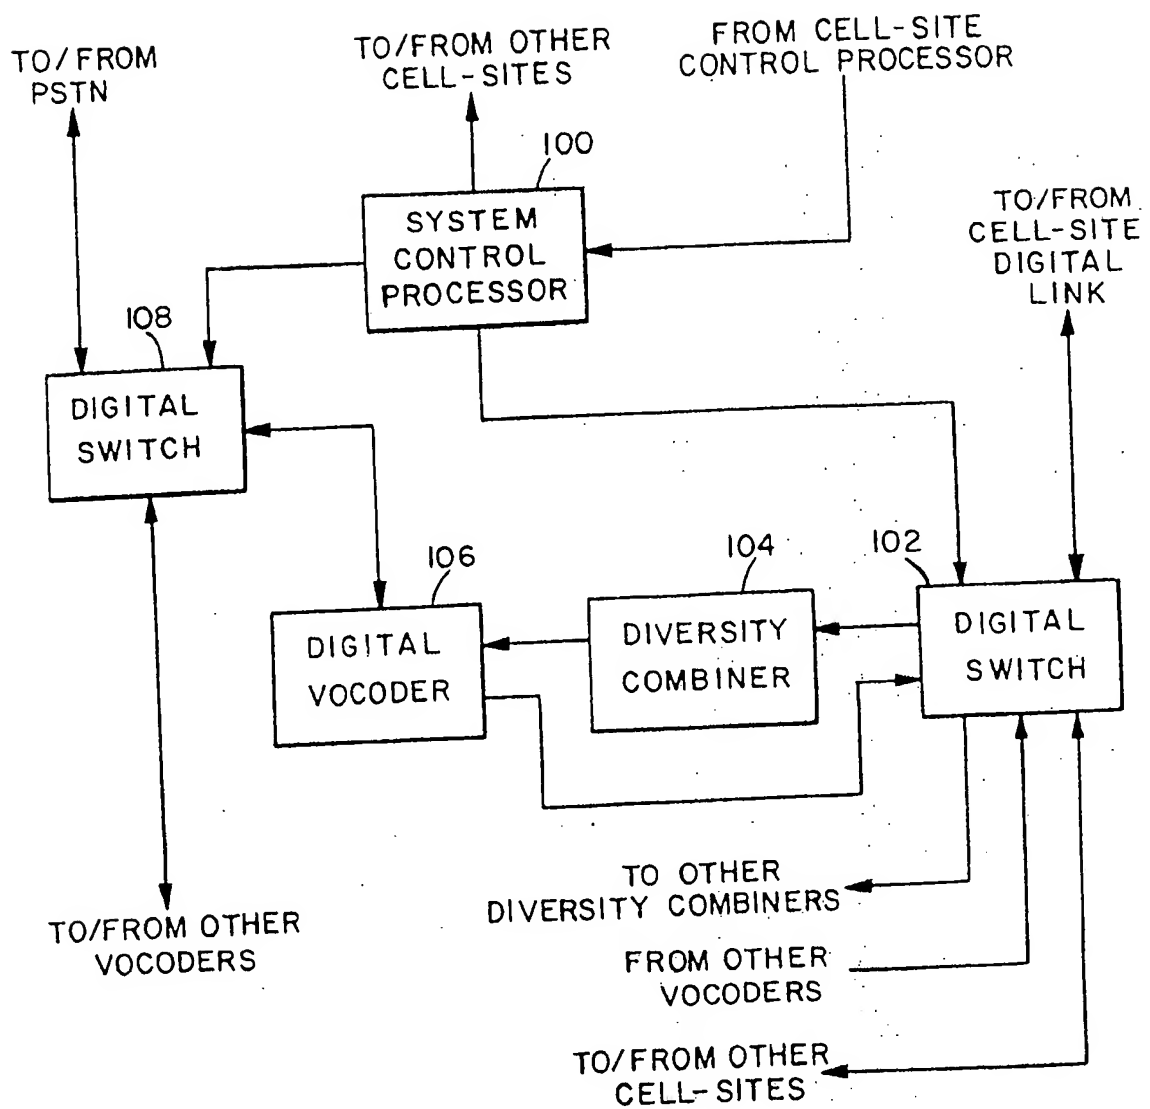 TO/FROM
PSTN
TO/FROM OTHER
CELL-SITES
FROM CELL-SITE
CONTROL PROCESSOR
100
SYSTEM
CONTROL
PROCESSOR
TO/FROM
CELL-SITE
DIGITAL
LINK
108
DIGITAL
SWITCH
106
DIGITAL
VOCODER
104
DIVERSITY
COMBINER
102
DIGITAL
SWITCH
TO OTHER
DIVERSITY COMBINERS
TO/FROM OTHER
VOCODERS
FROM OTHER
VOCODERS
TO/FROM OTHER
CELL-SITES